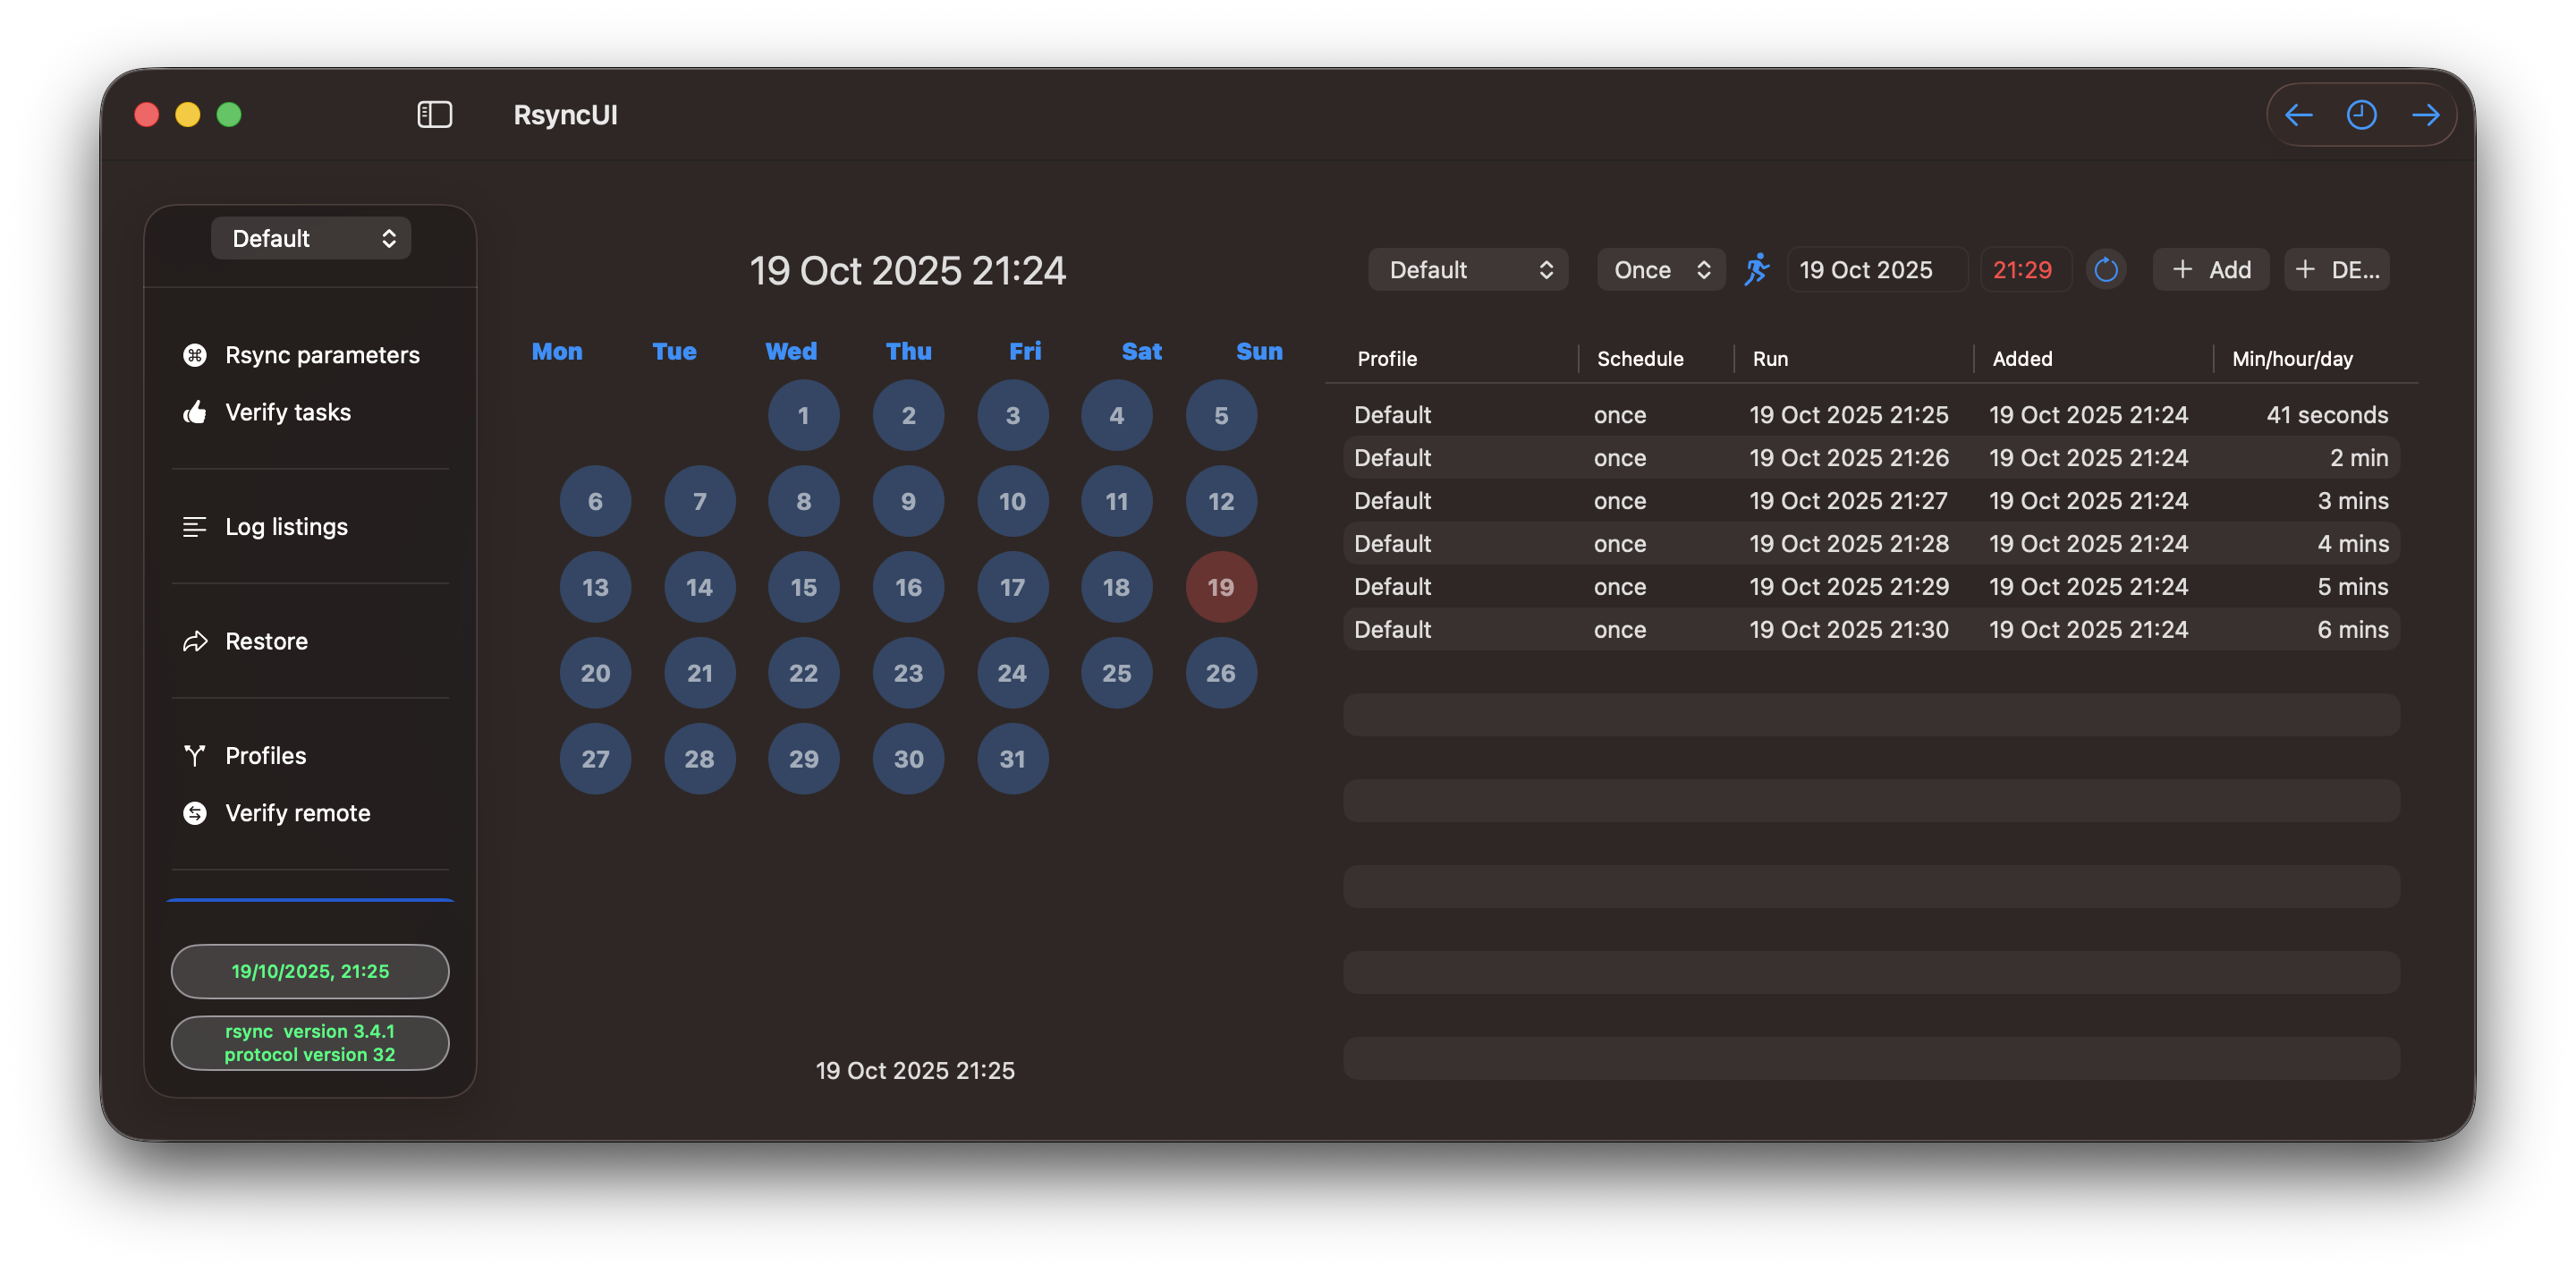 RsyncUI
Default
Rsync parameters
Verify tasks
Log listings
Restore
Profiles
Verify remote
19/10/2025, 21:25
rsync  version 3.4.1
protocol version 32
19 Oct 2025 21:24
Mon Tue Wed Thu Fri Sat Sun
1 2 3 4 5
6 7 8 9 10 11 12
13 14 15 16 17 18 19
20 21 22 23 24 25 26
27 28 29 30 31
19 Oct 2025 21:25
Default Once 19 Oct 2025 21:29 + Add + DE...
Profile Schedule Run Added Min/hour/day
Default once 19 Oct 2025 21:25 19 Oct 2025 21:24 41 seconds
Default once 19 Oct 2025 21:26 19 Oct 2025 21:24 2 min
Default once 19 Oct 2025 21:27 19 Oct 2025 21:24 3 mins
Default once 19 Oct 2025 21:28 19 Oct 2025 21:24 4 mins
Default once 19 Oct 2025 21:29 19 Oct 2025 21:24 5 mins
Default once 19 Oct 2025 21:30 19 Oct 2025 21:24 6 mins